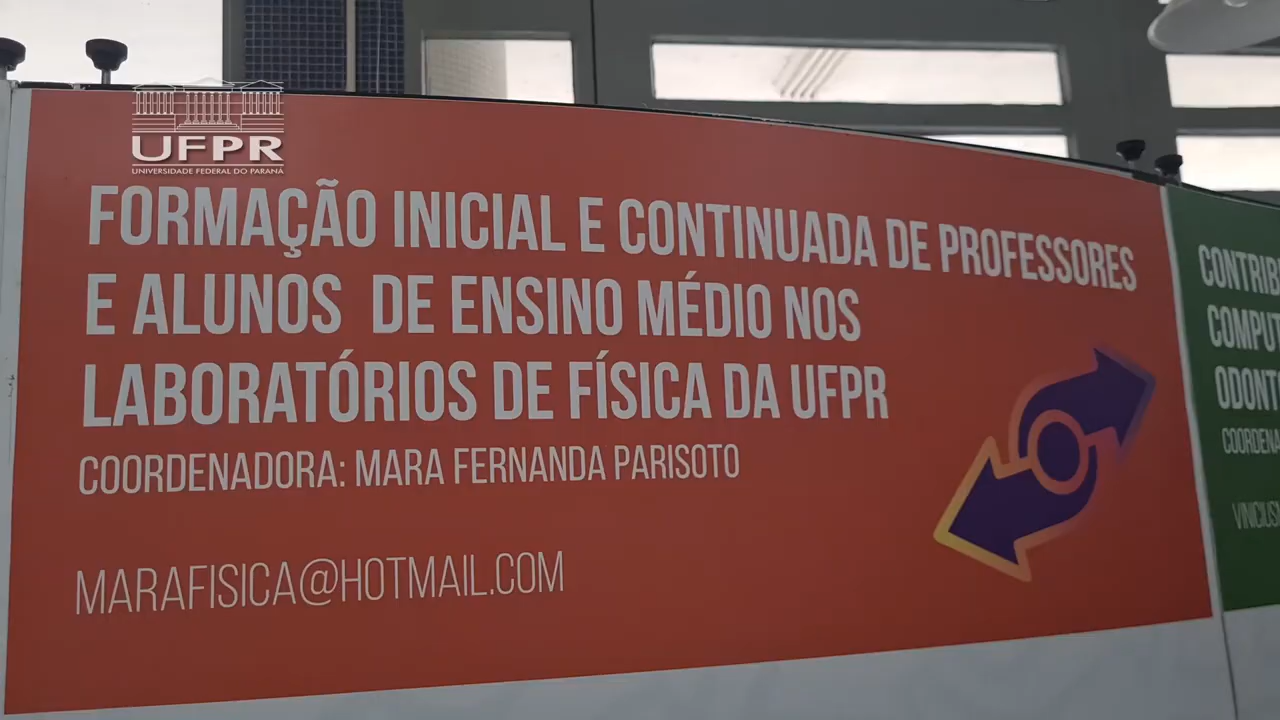 UFPR
UNIVERSIDADE FEDERAL DO PARANÁ
FORMAÇÃO INICIAL E CONTINUADA DE PROFESSORES
E ALUNOS DE ENSINO MÉDIO NOS
LABORATÓRIOS DE FÍSICA DA UFPR
COORDENADORA: MARA FERNANDA PARISOTO
MARAFISICA@HOTMAIL.COM